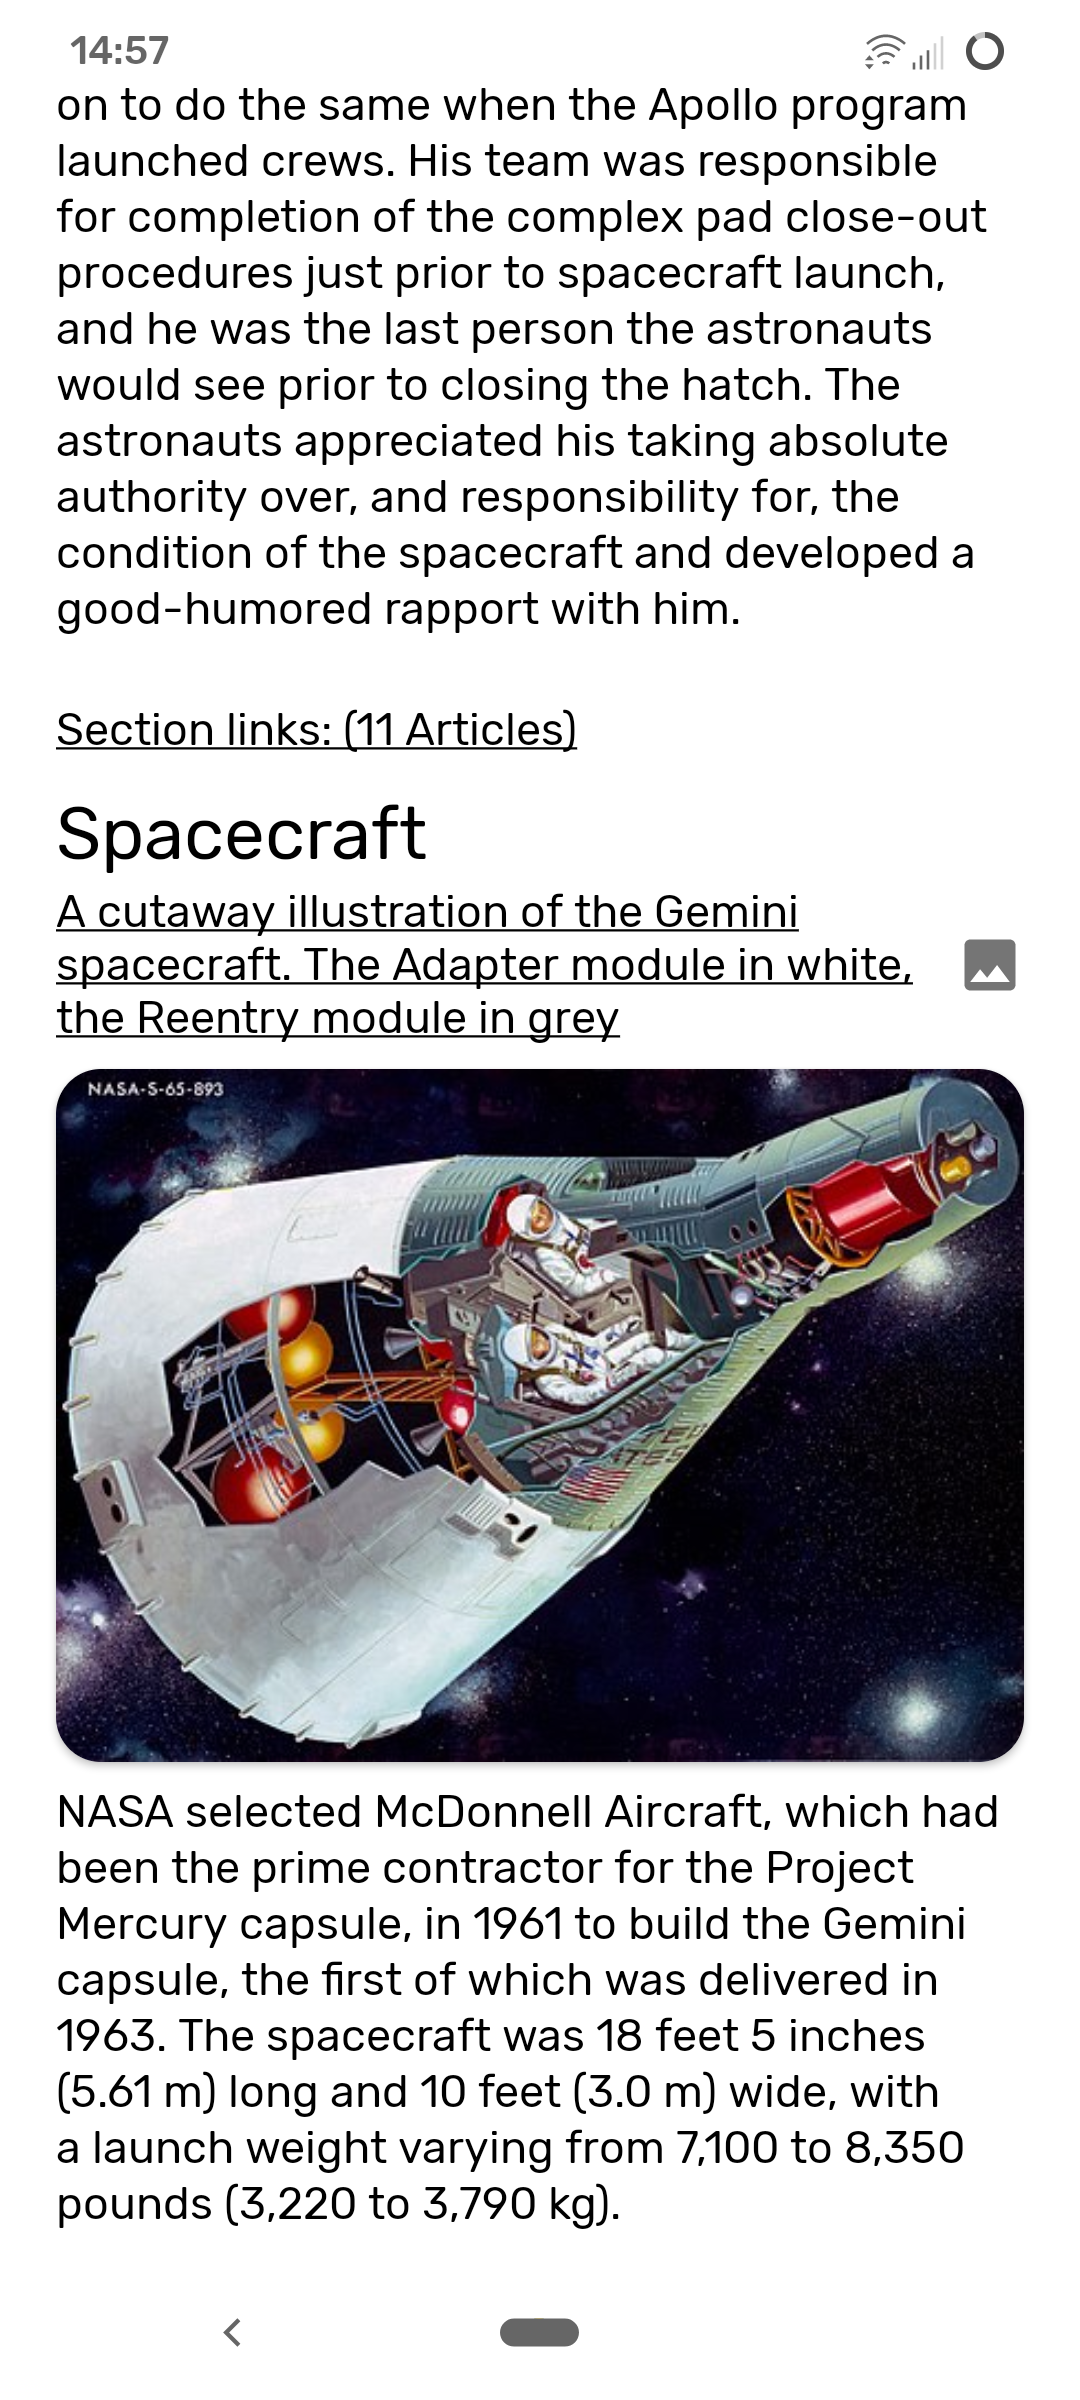 14:57
on to do the same when the Apollo program
launched crews. His team was responsible
for completion of the complex pad close-out
procedures just prior to spacecraft launch,
and he was the last person the astronauts
would see prior to closing the hatch. The
astronauts appreciated his taking absolute
authority over, and responsibility for, the
condition of the spacecraft and developed a
good-humored rapport with him.
Section links: (11 Articles)
Spacecraft
A cutaway illustration of the Gemini
spacecraft. The Adapter module in white,
the Reentry module in grey
NASA-S-65-893
NASA selected McDonnell Aircraft, which had
been the prime contractor for the Project
Mercury capsule, in 1961 to build the Gemini
capsule, the first of which was delivered in
1963. The spacecraft was 18 feet 5 inches
(5.61 m) long and 10 feet (3.0 m) wide, with
a launch weight varying from 7,100 to 8,350
pounds (3,220 to 3,790 kg).